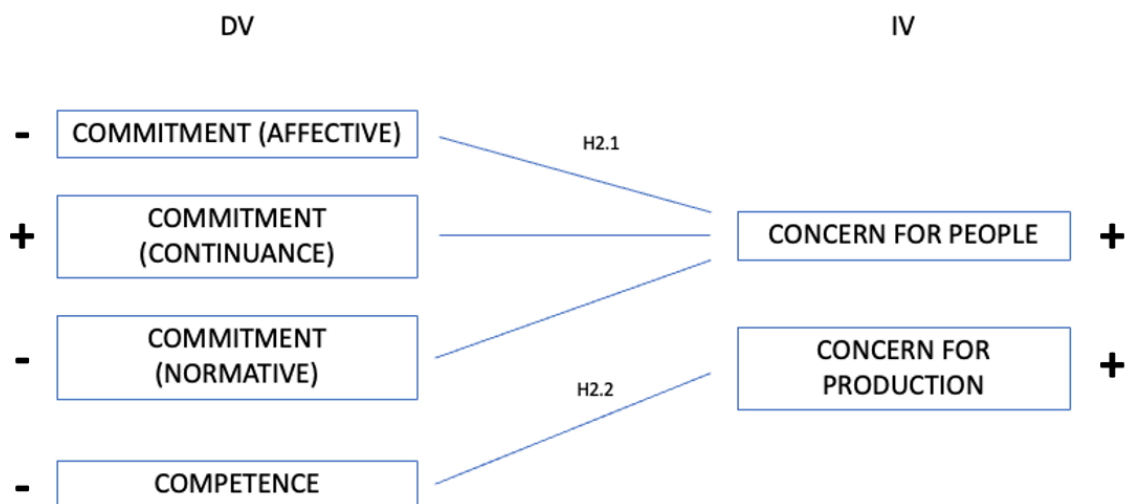 DV
IV
- COMMITMENT (AFFECTIVE)
H2.1
+ COMMITMENT
(CONTINUANCE)
CONCERN FOR PEOPLE +
- COMMITMENT
(NORMATIVE)
CONCERN FOR
PRODUCTION +
H2.2
- COMPETENCE